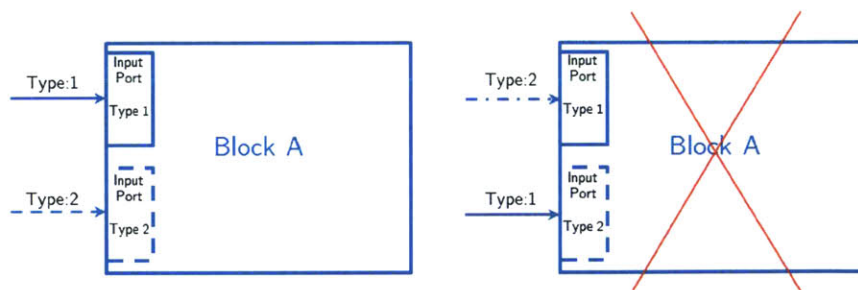 Input
Port
Type:1
Type 1
Block A
Type:2
Input
Port
Type 2
Input
Port
Type:2
Type 1
Block A
Type:1
Input
Port
Type 2